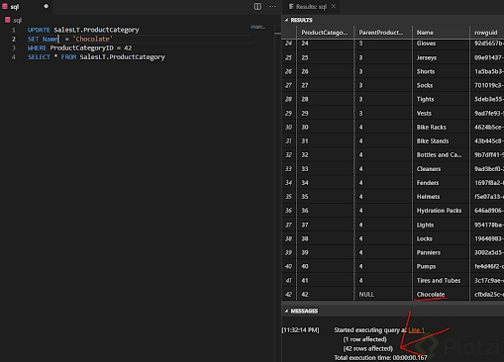 sql
Results: sql
sql
UPDATE SalesLT.ProductCategory
SET Name = 'Chocolate'
WHERE ProductCategoryID = 42
SELECT * FROM SalesLT.ProductCategory
1
2
3
4
RESULTS
ProductCatego... ParentProduct... Name rowguid
24 24 3 Gloves 92d5657b-
25 25 3 Jerseys 09e91437-
26 26 3 Shorts 1a5ba5b3-
27 27 3 Socks 701019c3-
28 28 3 Tights 5deb3e55-
29 29 3 Vests 9ad7fe93-
30 30 4 Bike Racks 4624b5ce-
31 31 4 Bike Stands 43b445c8-
32 32 4 Bottles and Ca... 9b7dff41-
33 33 4 Cleaners 9ad3bcf0-
34 34 4 Fenders 1697f8a2-
35 35 4 Helmets f5e07a33-
36 36 4 Hydration Packs 646a8906-
37 37 4 Lights 954178ba-
38 38 4 Locks 19646983-
39 39 4 Panniers 3002a5d5-
40 40 4 Pumps fe4d46f2-
41 41 4 Tires and Tubes 3c17c9ae-
42 42 NULL Chocolate cfbda25c-
MESSAGES
[11:32:14 PM] Started executing query at Line 1
(1 row affected)
(42 rows affected)
Total execution time: 00:00:00.167
Platzi